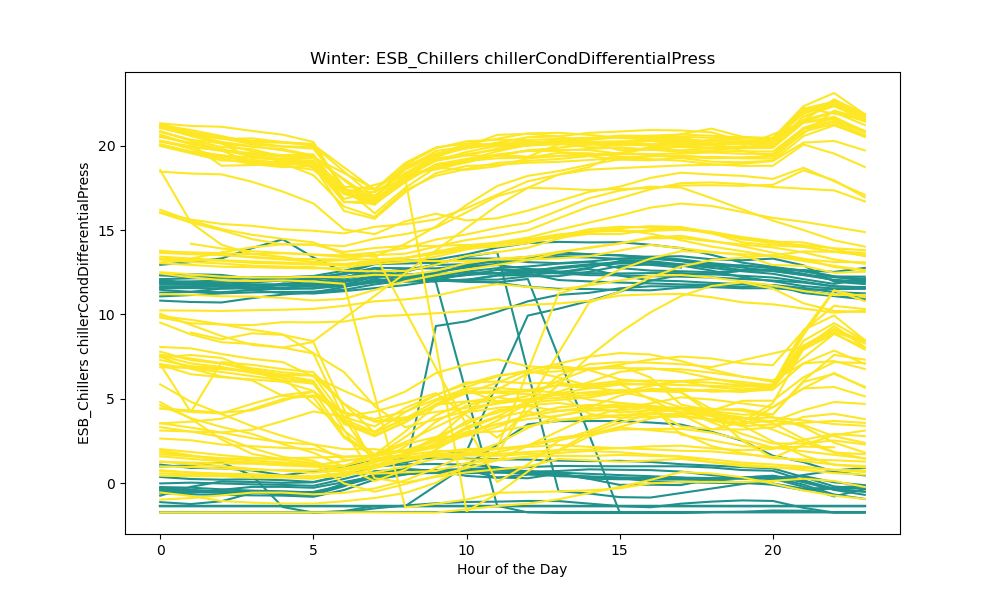 Winter: ESB_Chillers chillerCondDifferentialPress
ESB_Chillers chillerCondDifferentialPress
20
15
10
5
0
0 5 10 15 20
Hour of the Day